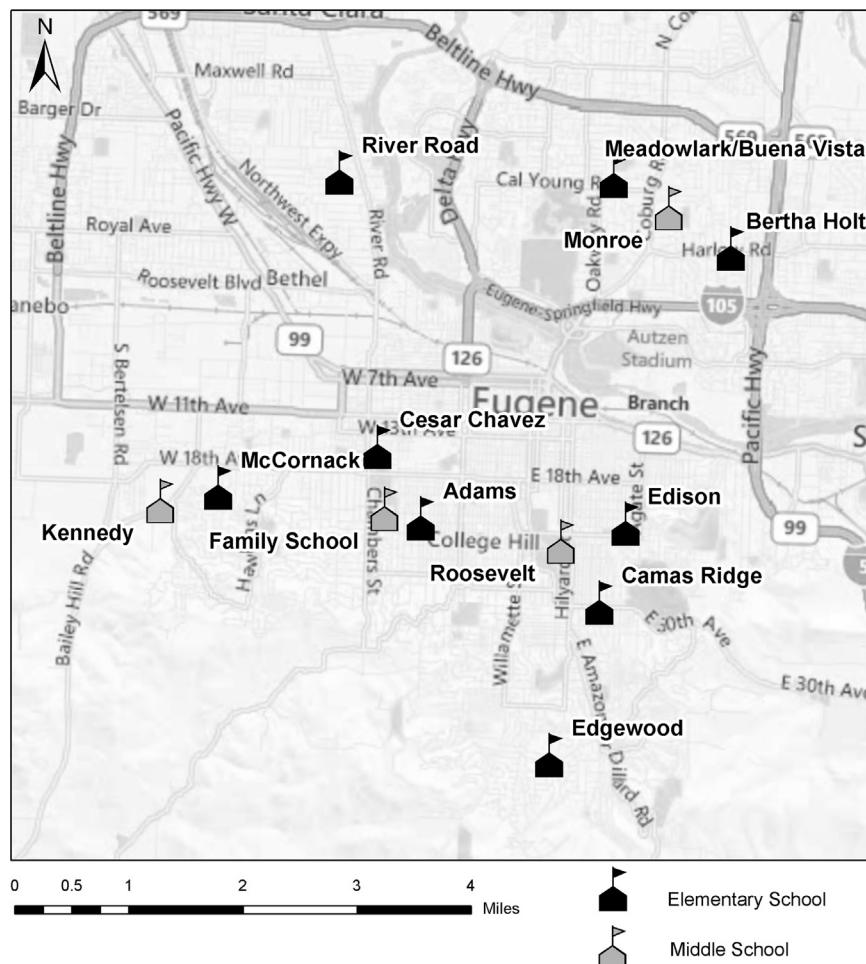 569
Santa Clara
N
Maxwell Rd
Beltline Hwy
Barger Dr
Pacific Hwy W
River Road
Delta Hwy
Meadowlark/Buena Vista
569
Northwest Expy
Cal Young R
Coburg R
Beltline Hwy
Royal Ave
River Rd
Oakway Rd
Monroe
Bertha Holt
Harlow Rd
Roosevelt Blvd
Bethel
Eugene-Springfield Hwy
105
Autzen
Stadium
99
126
W 7th Ave
Pacific Hwy
S Bertelsen Rd
W 11th Ave
Eugene
Branch
W 13th Ave
Cesar Chavez
126
W 18th Av
McCornack
E 18th Ave
Adams
Edison
Kennedy
Chambers St
Family School
College Hill
99
Roosevelt
Camas Ridge
Bailey Hill Rd
Willamette S
Hilyard
E 30th Ave
E 30th Ave
E Amazon
Dillard Rd
Edgewood
0 0.5 1 2 3 4
Miles
Elementary School
Middle School